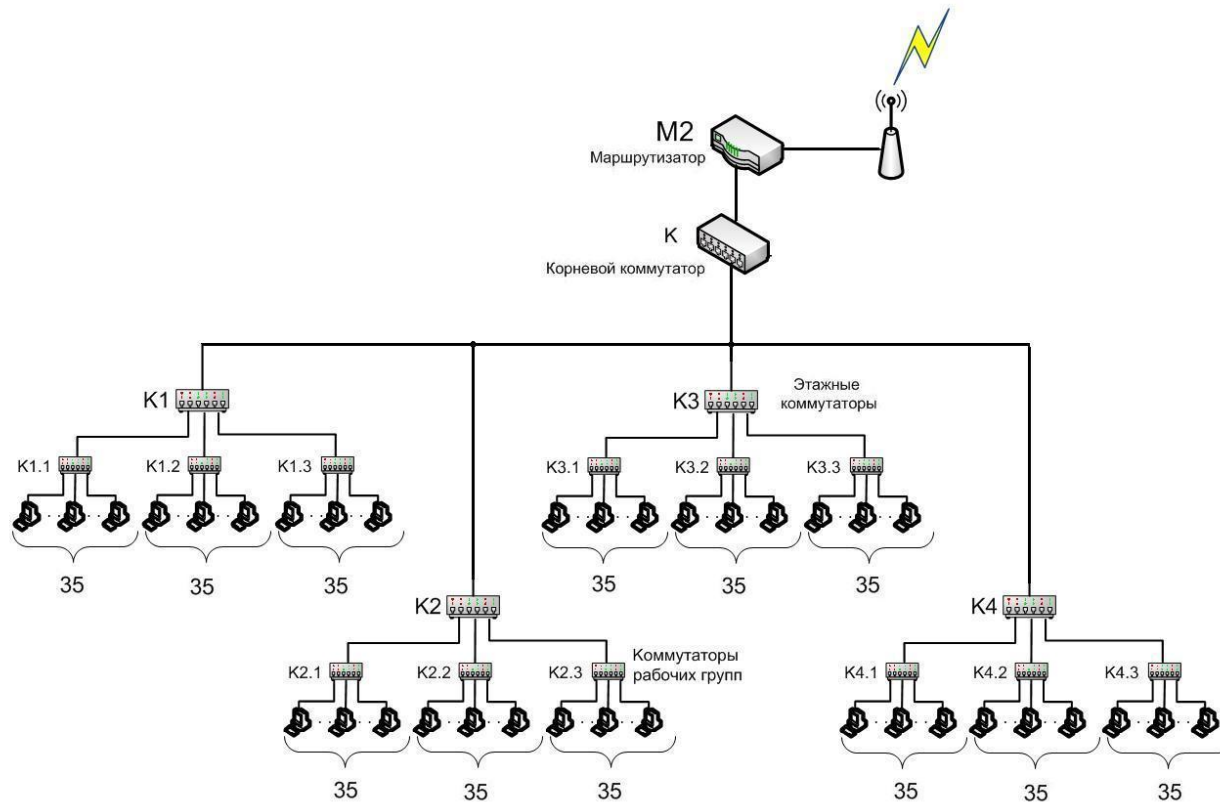 M2
Маршрутизатор
К
Корневой коммутатор
К1
К3
Этажные
коммутаторы
К1.1
К1.2
К1.3
К3.1
К3.2
К3.3
35
35
35
35
35
35
К2
К4
К2.1
К2.2
К2.3
Коммутаторы
рабочих групп
К4.1
К4.2
К4.3
35
35
35
35
35
35